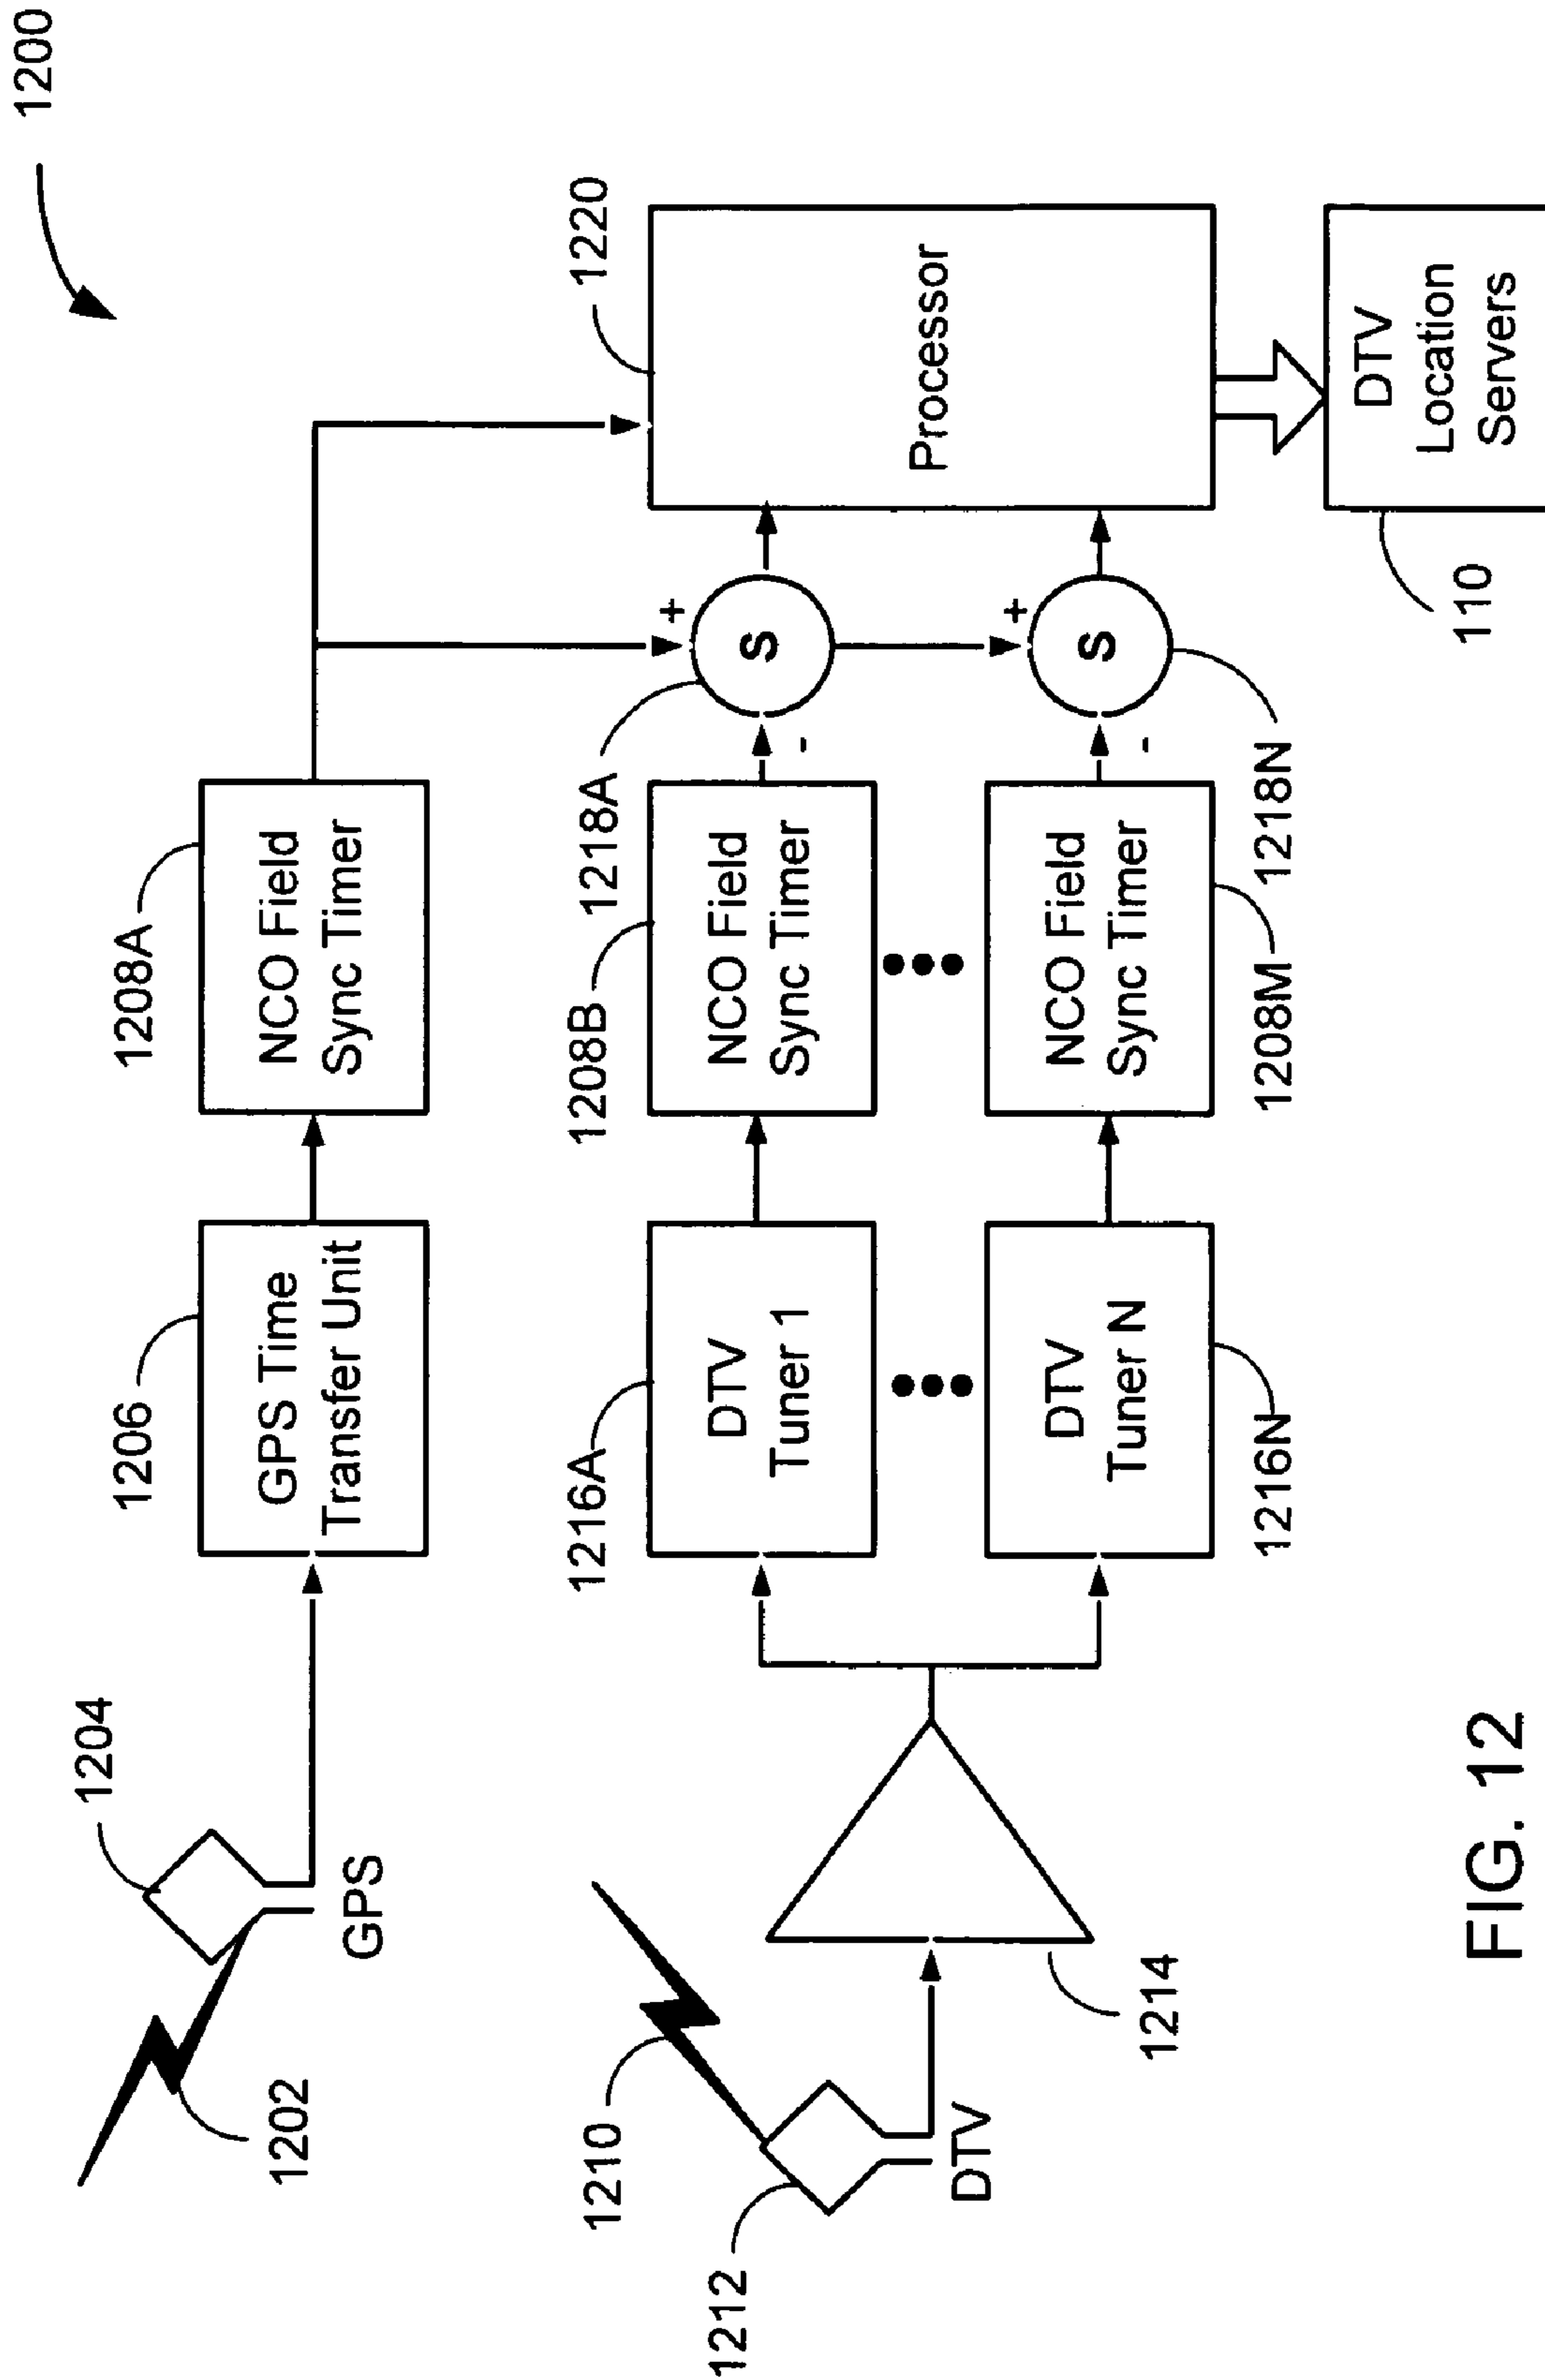 1200
1204
1202
GPS
1206
GPS Time
Transfer Unit
1208A
NCO Field
Sync Timer
1210
1212
DTV
1214
1216A
DTV
Tuner 1
1208B
NCO Field
Sync Timer
1218A
+
S
-
1220
Processor
DTV
Tuner N
1216N
NCO Field
Sync Timer
1208M
+
S
-
1218N
110
DTV
Location
Servers
FIG. 12